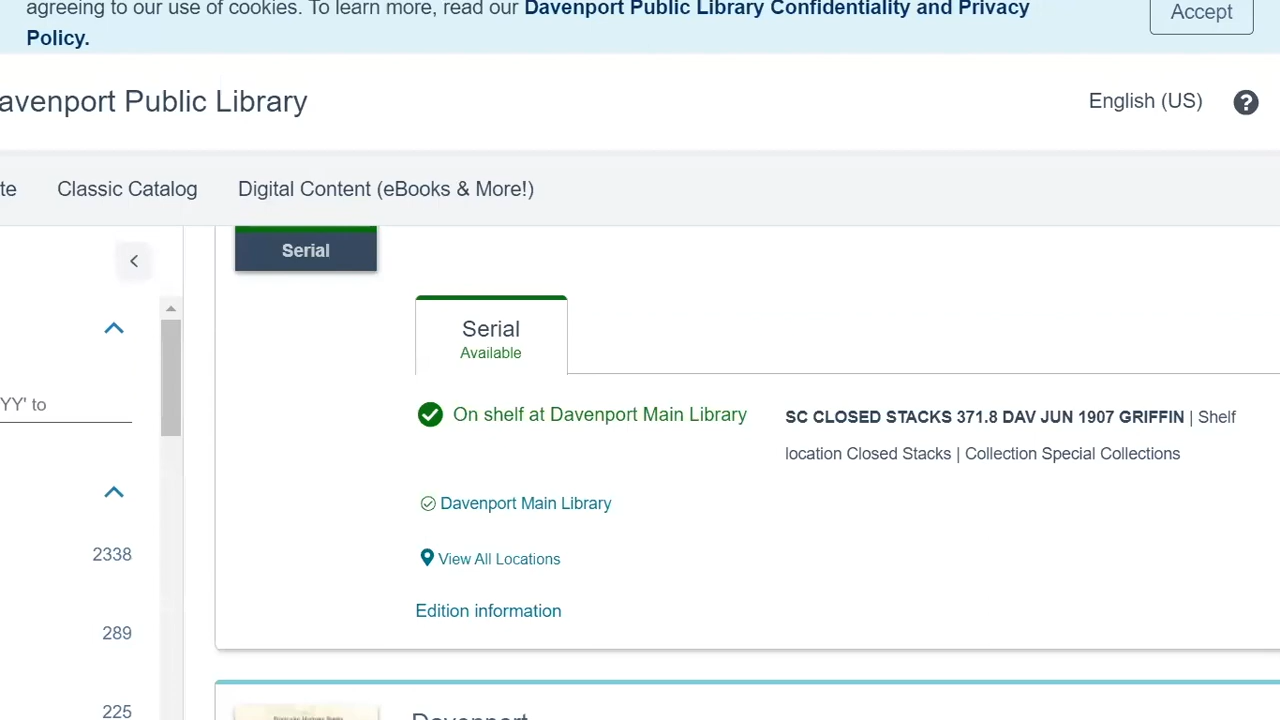 agreeing to our use of cookies. To learn more, read our Davenport Public Library Confidentiality and Privacy
Policy.
Accept
avenport Public Library
English (US)
te
Classic Catalog
Digital Content (eBooks & More!)
Serial
Serial
Available
YY' to
On shelf at Davenport Main Library
SC CLOSED STACKS 371.8 DAV JUN 1907 GRIFFIN | Shelf
location Closed Stacks | Collection Special Collections
Davenport Main Library
View All Locations
Edition information
2338
289
225
Davenport